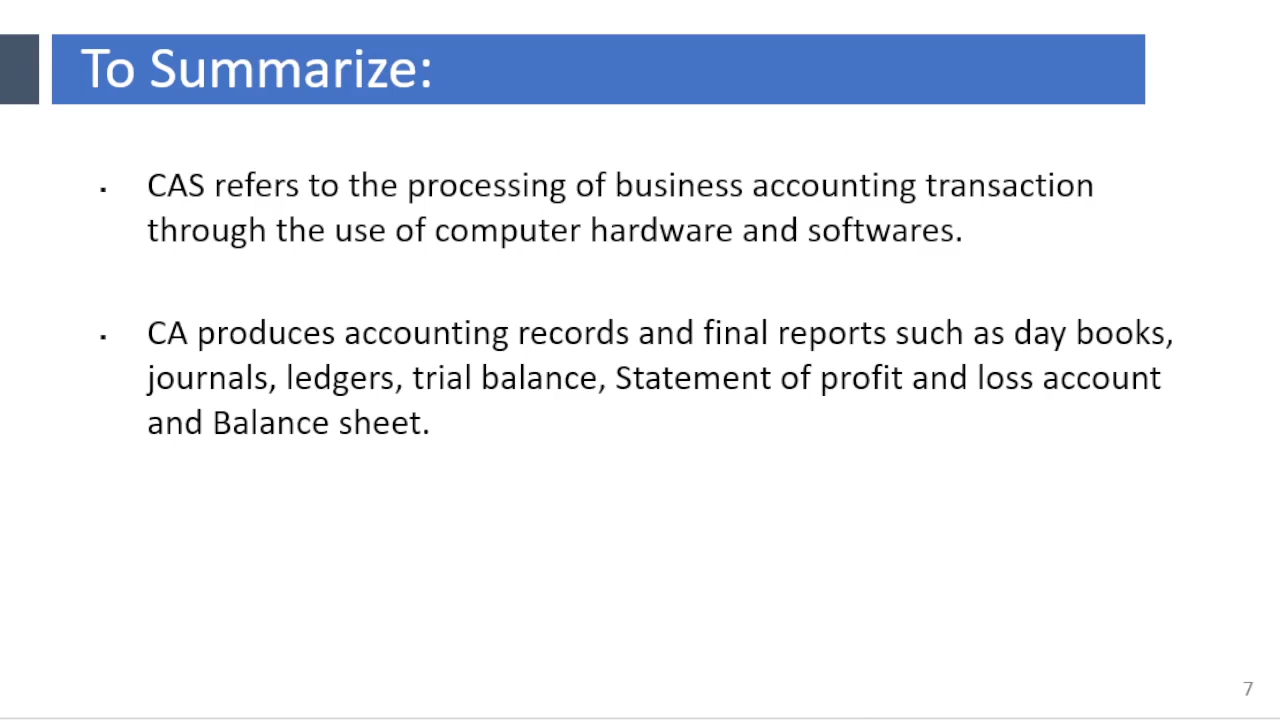 To Summarize:
▪ CAS refers to the processing of business accounting transaction
through the use of computer hardware and softwares.
▪ CA produces accounting records and final reports such as day books,
journals, ledgers, trial balance, Statement of profit and loss account
and Balance sheet.
7